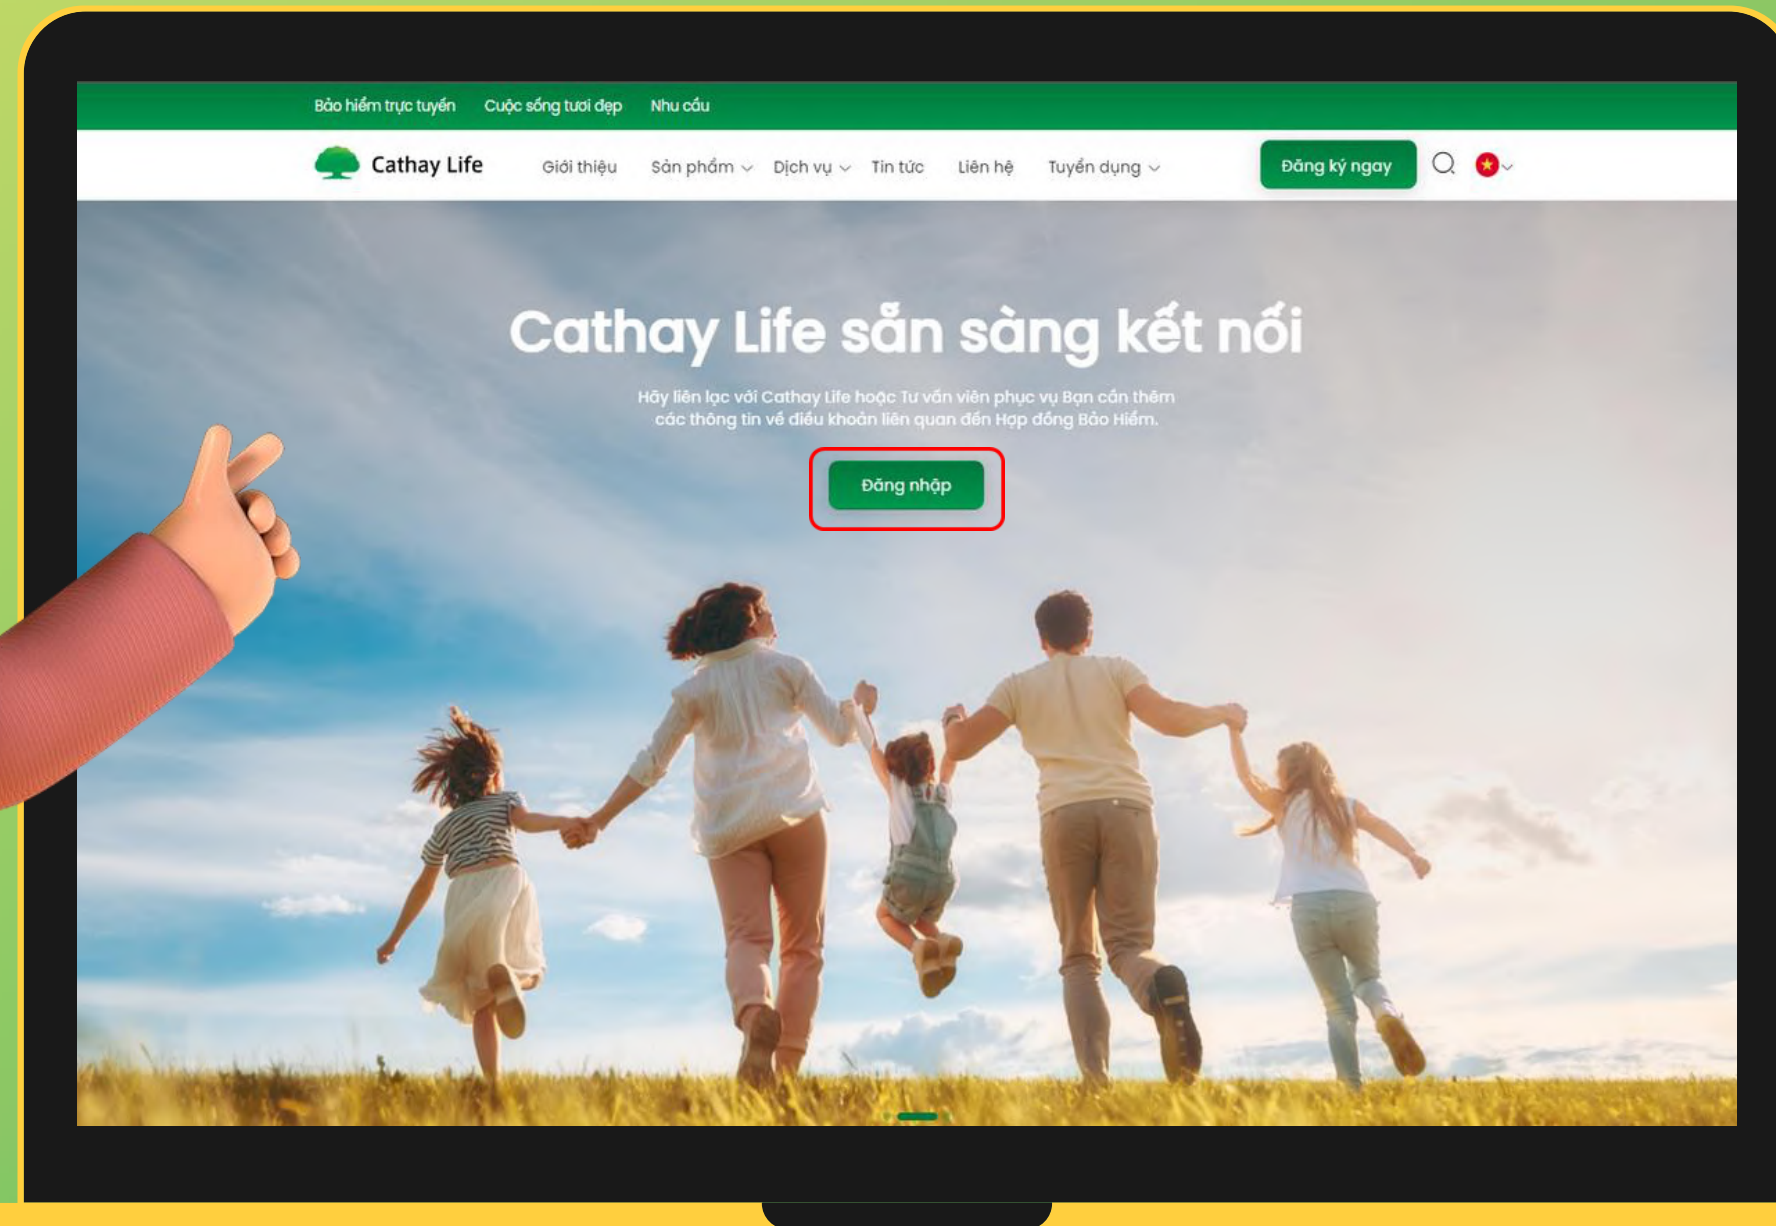 Bảo hiểm trực tuyến Cuộc sống tươi đẹp Nhu cầu
Cathay Life Giới thiệu Sản phẩm Dịch vụ Tin tức Liên hệ Tuyển dụng Đăng ký ngay
Cathay Life sẵn sàng kết nối
Hãy liên lạc với Cathay Life hoặc Tư vấn viên phục vụ Bạn cần thêm
các thông tin về điều khoản liên quan đến Hợp đồng Bảo Hiểm.
Đăng nhập